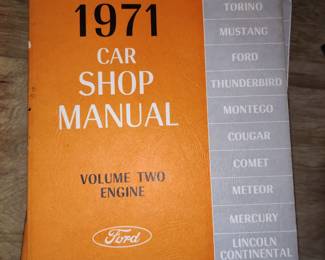 1971
CAR
SHOP
MANUAL
VOLUME TWO
ENGINE
Ford
TORINO
MUSTANG
FORD
THUNDERBIRD
MONTEGO
COUGAR
COMET
METEOR
MERCURY
LINCOLN
CONTINENTAL